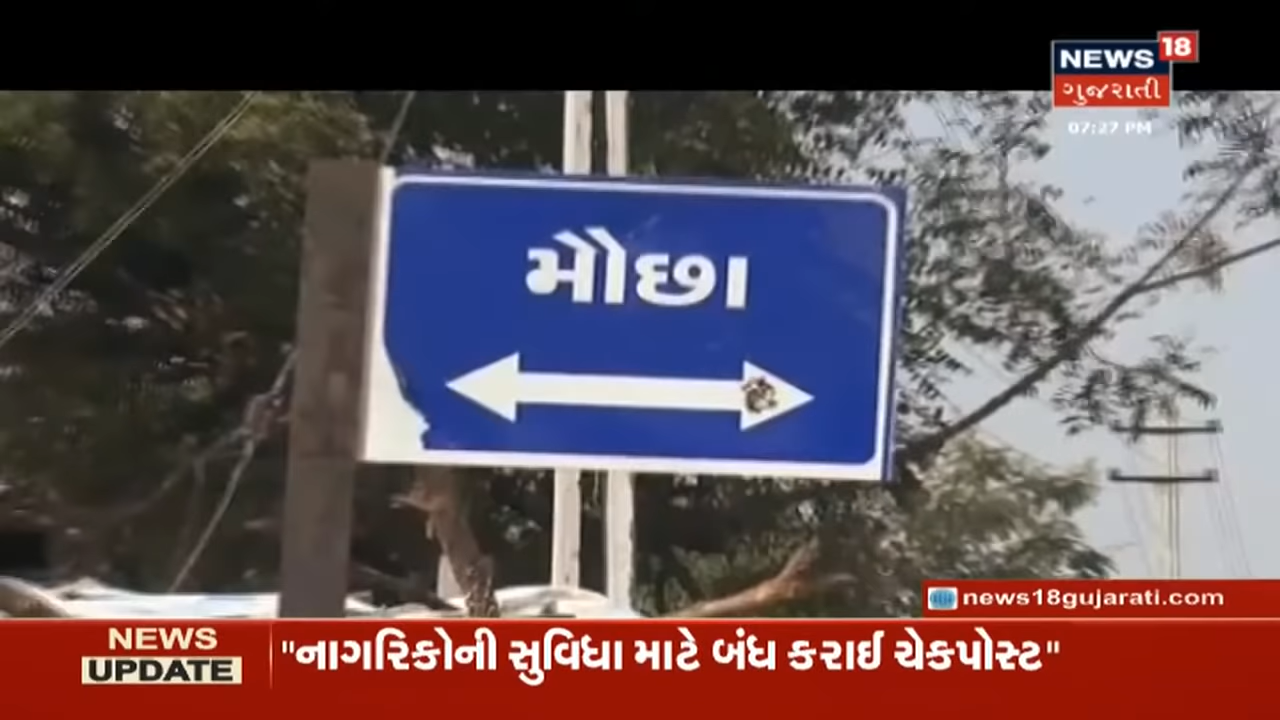 NEWS 18
ગુજરાતી
07:27 PM
મૌછા
news18gujarati.com
NEWS
UPDATE
"નાગરિકોની સુવિધા માટે બંધ કરાઈ ચેકપોસ્ટ"